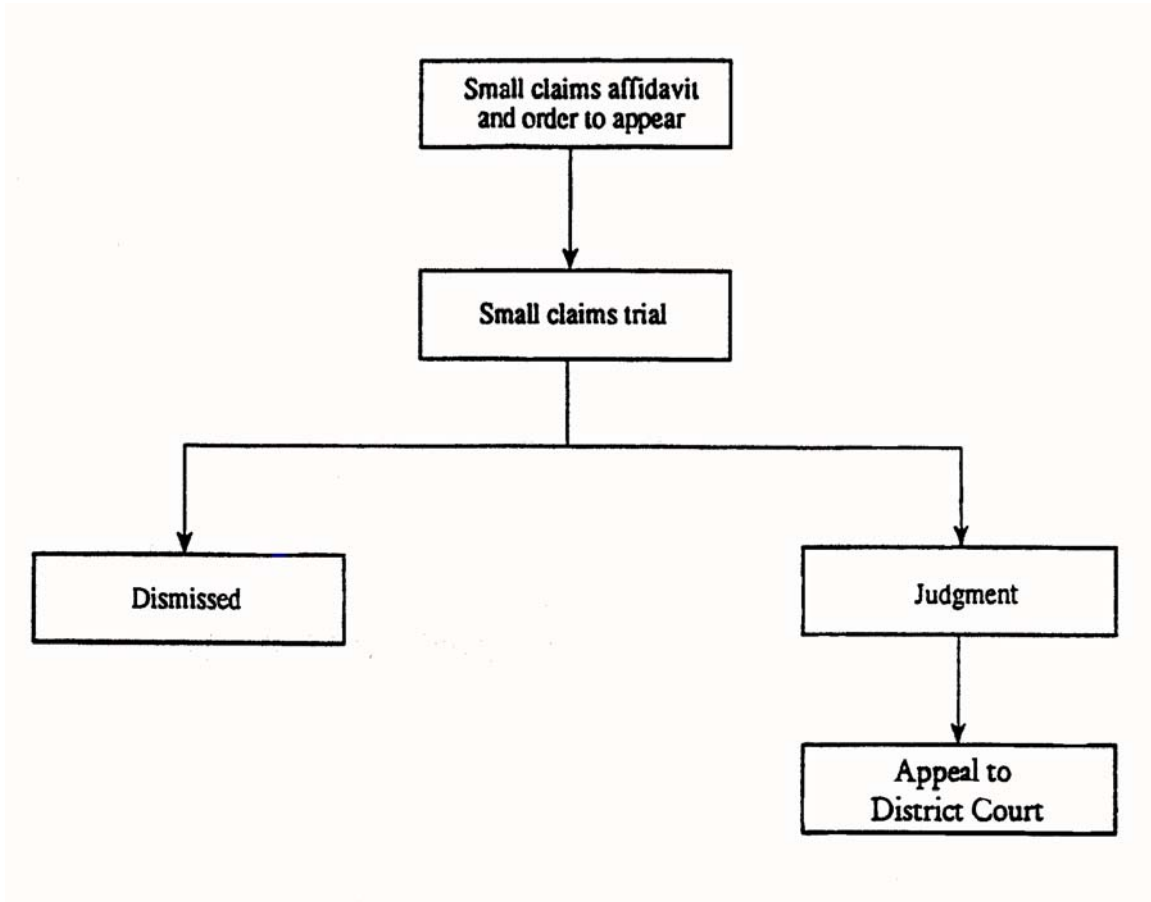 Small claims affidavit
and order to appear
Small claims trial
Dismissed
Judgment
Appeal to
District Court